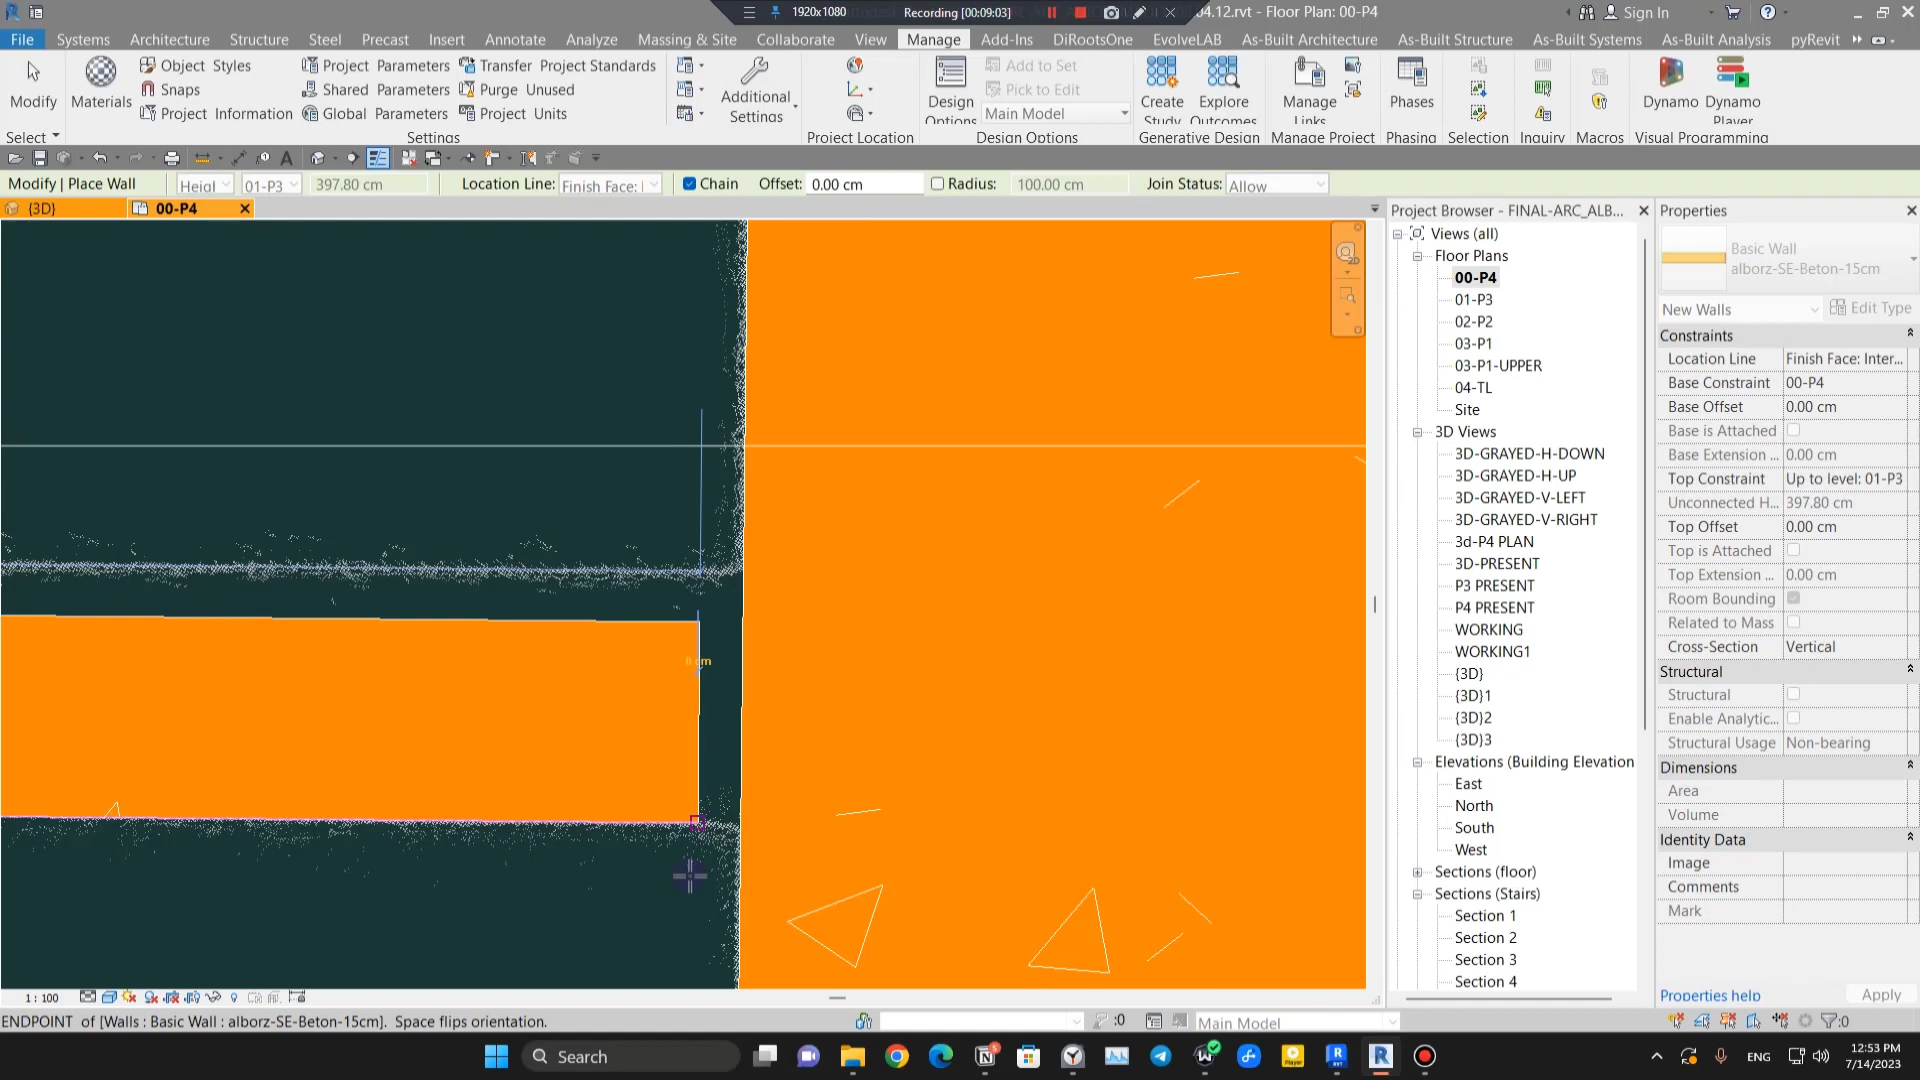 1920x1080
Recording [00:09:03]
04.12.rvt - Floor Plan: 00-P4
Sign In
File Systems Architecture Structure Steel Precast Insert Annotate Analyze Massing & Site Collaborate View Manage Add-Ins DiRootsOne EvolveLAB As-Built Architecture As-Built Structure As-Built Systems As-Built Analysis pyRevit
Modify
Materials
Object Styles
Snaps
Project Information
Project Parameters
Shared Parameters
Global Parameters
Transfer Project Standards
Purge Unused
Project Units
Additional Settings
Design Options
Add to Set
Pick to Edit
Main Model
Create Study
Explore Outcomes
Manage Links
Phases
Dynamo
Dynamo Player
Select
Settings
Project Location
Design Options
Generative Design
Manage Project
Phasing
Selection
Inquiry
Macros
Visual Programming
Modify | Place Wall
01-P3
397.80 cm
Location Line:
Finish Face: I
Chain
Offset: 0.00 cm
Radius: 100.00 cm
Join Status: Allow
{3D}
00-P4
cm
1 : 100
Project Browser - FINAL-ARC_ALB...
Views (all)
Floor Plans
00-P4
01-P3
02-P2
03-P1
03-P1-UPPER
04-TL
Site
3D Views
3D-GRAYED-H-DOWN
3D-GRAYED-H-UP
3D-GRAYED-V-LEFT
3D-GRAYED-V-RIGHT
3d-P4 PLAN
3D-PRESENT
P3 PRESENT
P4 PRESENT
WORKING
WORKING1
{3D}
{3D}1
{3D}2
{3D}3
Elevations (Building Elevation
East
North
South
West
Sections (floor)
Sections (Stairs)
Section 1
Section 2
Section 3
Section 4
Properties
Basic Wall
alborz-SE-Beton-15cm
New Walls
Edit Type
Constraints
Location Line Finish Face: Inter...
Base Constraint 00-P4
Base Offset 0.00 cm
Base is Attached
Base Extension ... 0.00 cm
Top Constraint Up to level: 01-P3
Unconnected H... 397.80 cm
Top Offset 0.00 cm
Top is Attached
Top Extension ... 0.00 cm
Room Bounding
Related to Mass
Cross-Section Vertical
Structural
Structural
Enable Analytic...
Structural Usage Non-bearing
Dimensions
Area
Volume
Identity Data
Image
Comments
Mark
Properties help
Apply
ENDPOINT of [Walls : Basic Wall : alborz-SE-Beton-15cm]. Space flips orientation.
:0
Main Model
:0
Search
ENG
12:53 PM
7/14/2023